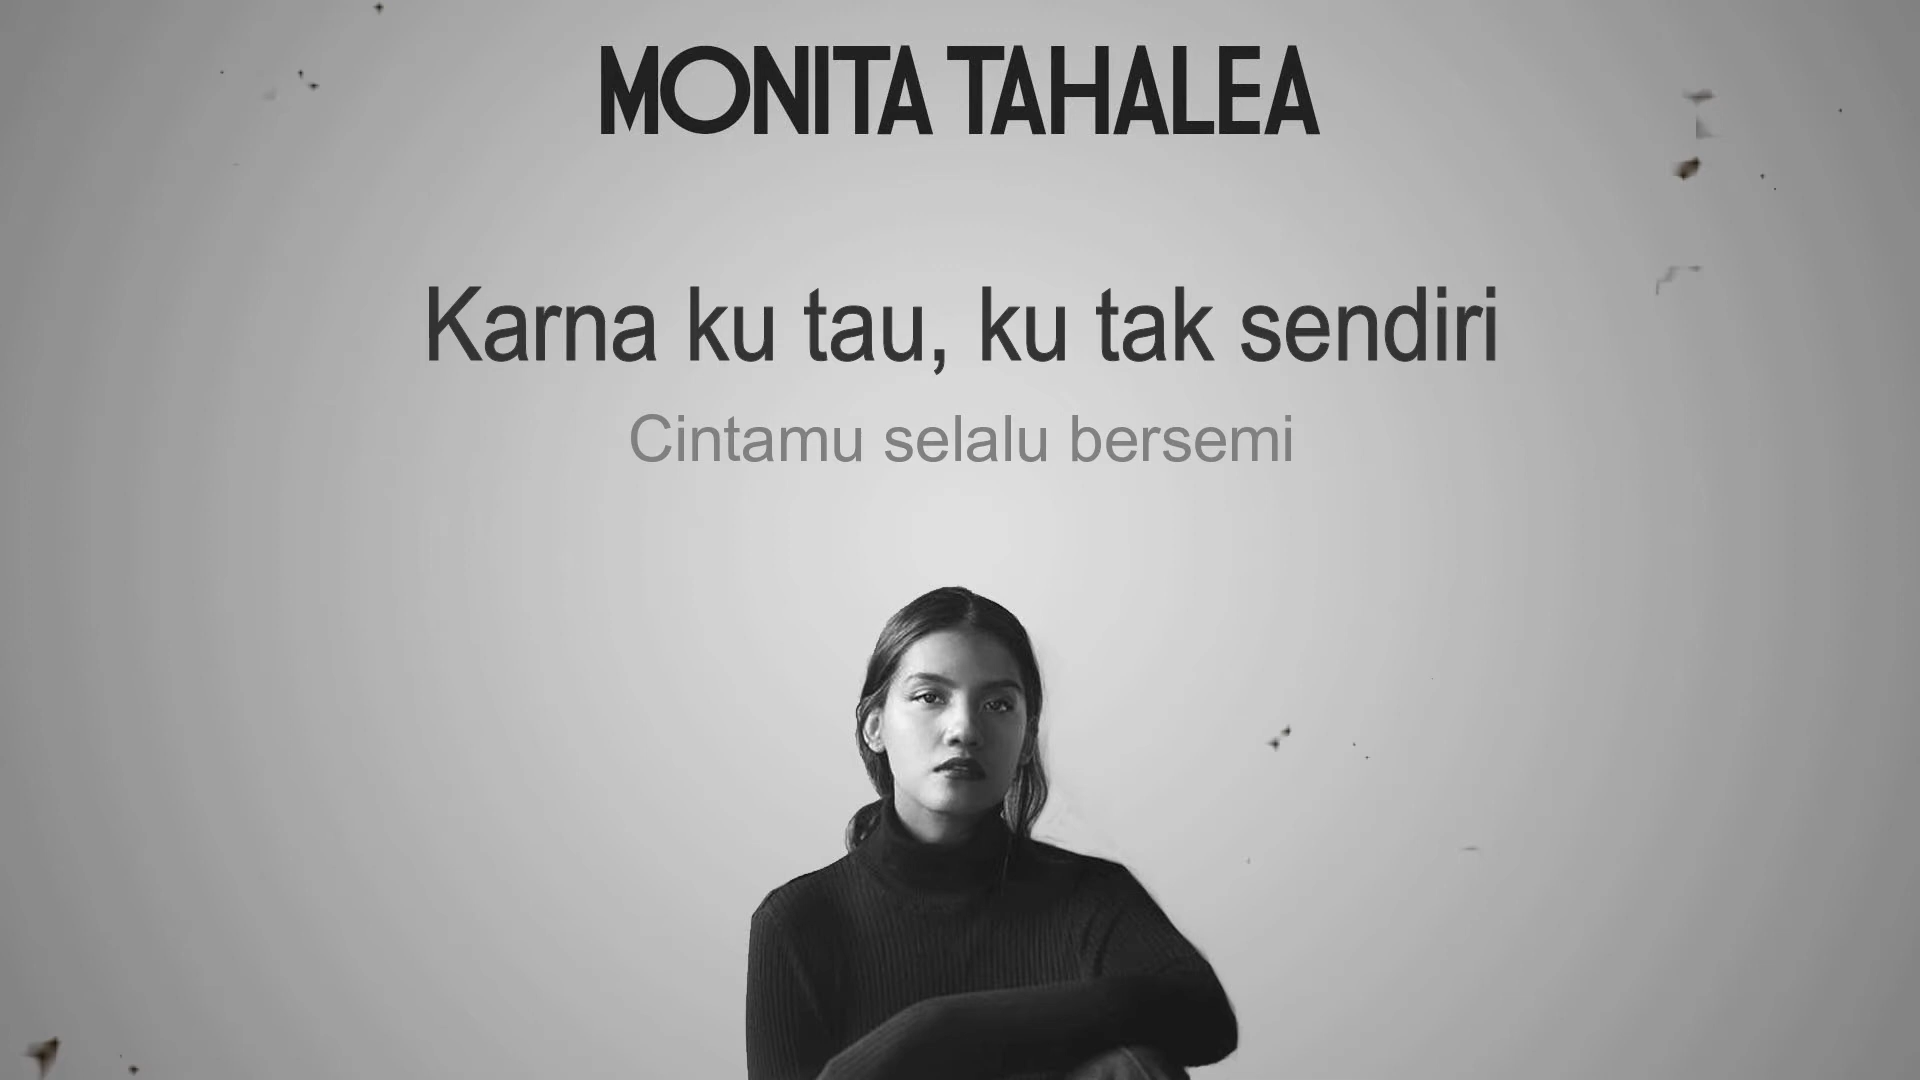 MONITA TAHALEA
Karna ku tau, ku tak sendiri
Cintamu selalu bersemi